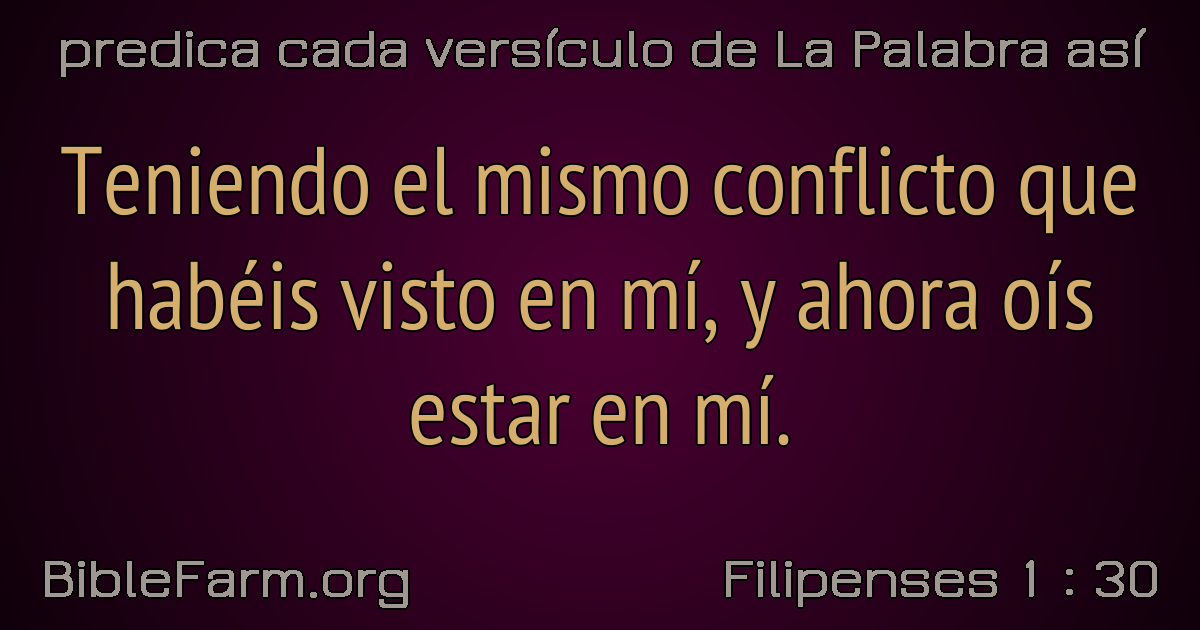 predica cada versículo de La Palabra así
Teniendo el mismo conflicto que
habéis visto en mí, y ahora oís
estar en mí.
BibleFarm.org
Filipenses 1 : 30